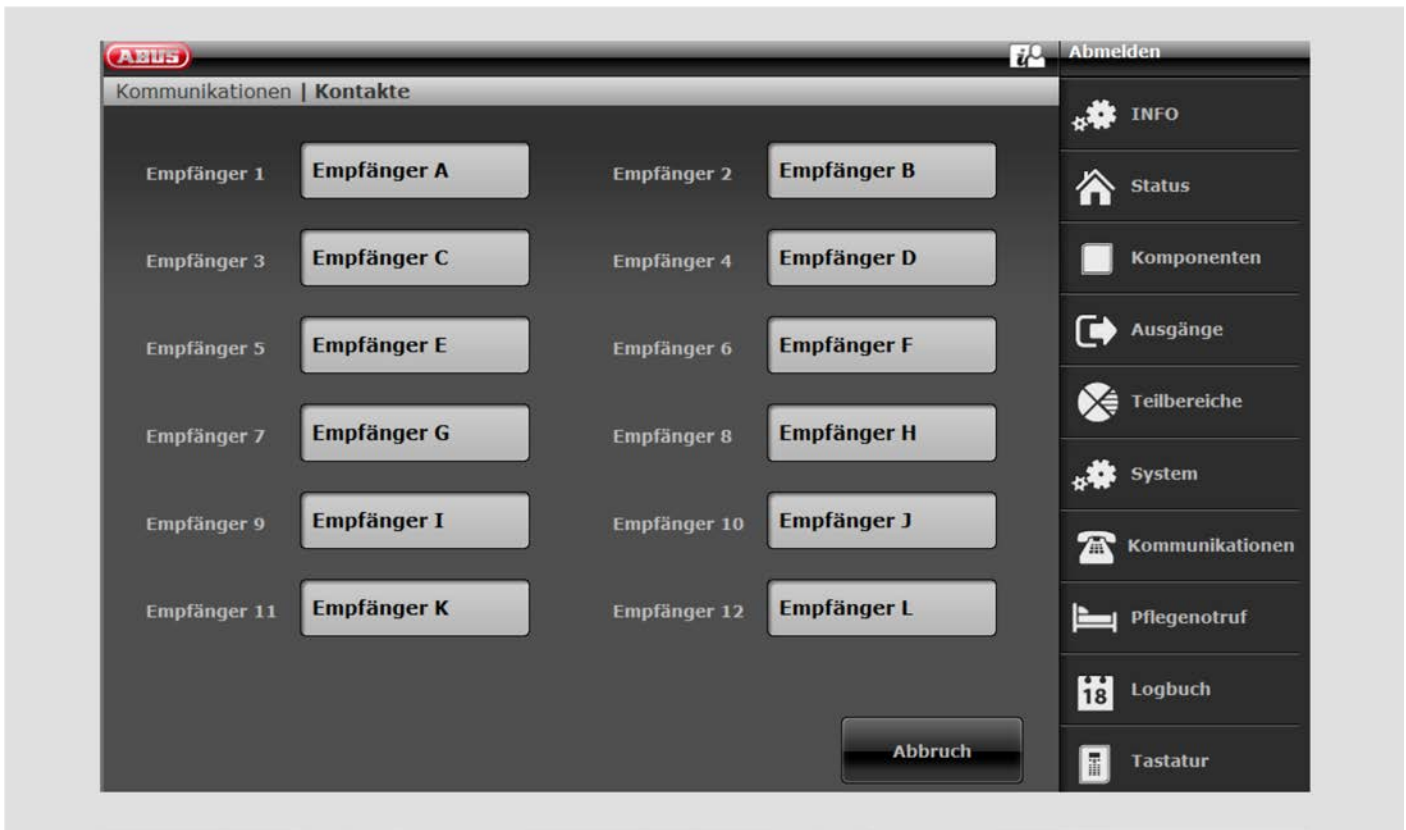 ABUS
Abmelden
Kommunikationen | Kontakte
Empfänger 1 Empfänger A Empfänger 2 Empfänger B
Empfänger 3 Empfänger C Empfänger 4 Empfänger D
Empfänger 5 Empfänger E Empfänger 6 Empfänger F
Empfänger 7 Empfänger G Empfänger 8 Empfänger H
Empfänger 9 Empfänger I Empfänger 10 Empfänger J
Empfänger 11 Empfänger K Empfänger 12 Empfänger L
Abbruch
INFO
Status
Komponenten
Ausgänge
Teilbereiche
System
Kommunikationen
Pflegenotruf
18 Logbuch
Tastatur